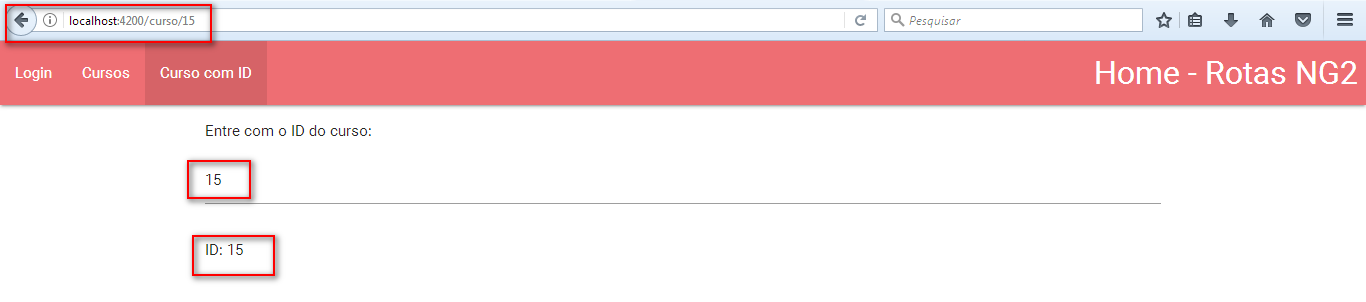 localhost:4200/curso/15
Pesquisar
Login Cursos Curso com ID Home - Rotas NG2
Entre com o ID do curso:
15
ID: 15